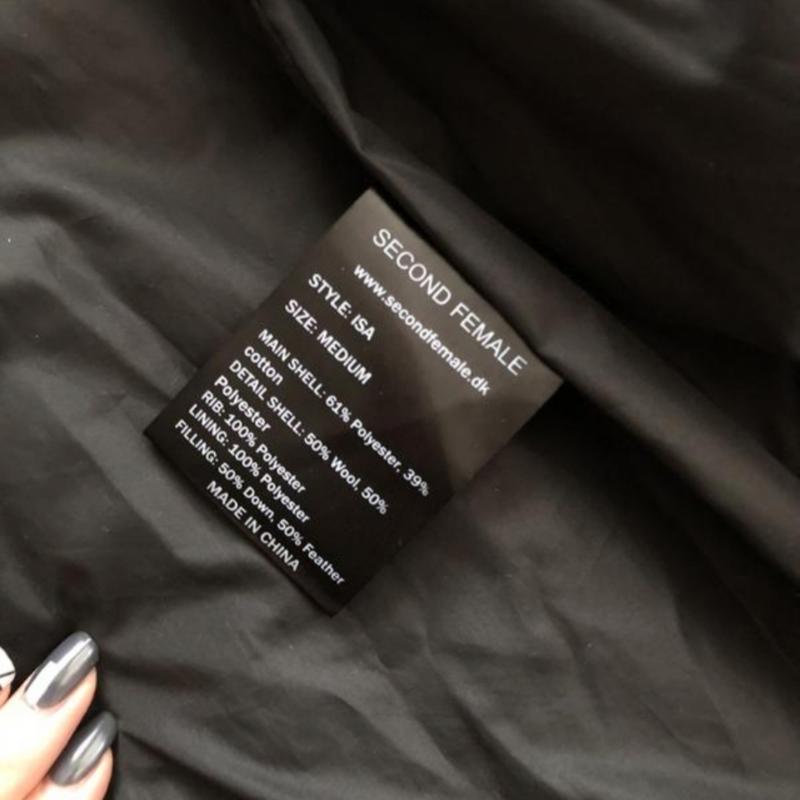 SECOND FEMALE
www.secondfemale.dk
STYLE: ISA
SIZE: MEDIUM
MAIN SHELL: 61% Polyester, 39%
cotton
DETAIL SHELL: 50% Wool, 50%
Polyester
RIB: 100% Polyester
LINING: 100% Polyester
FILLING: 50% Down, 50% Feather
MADE IN CHINA